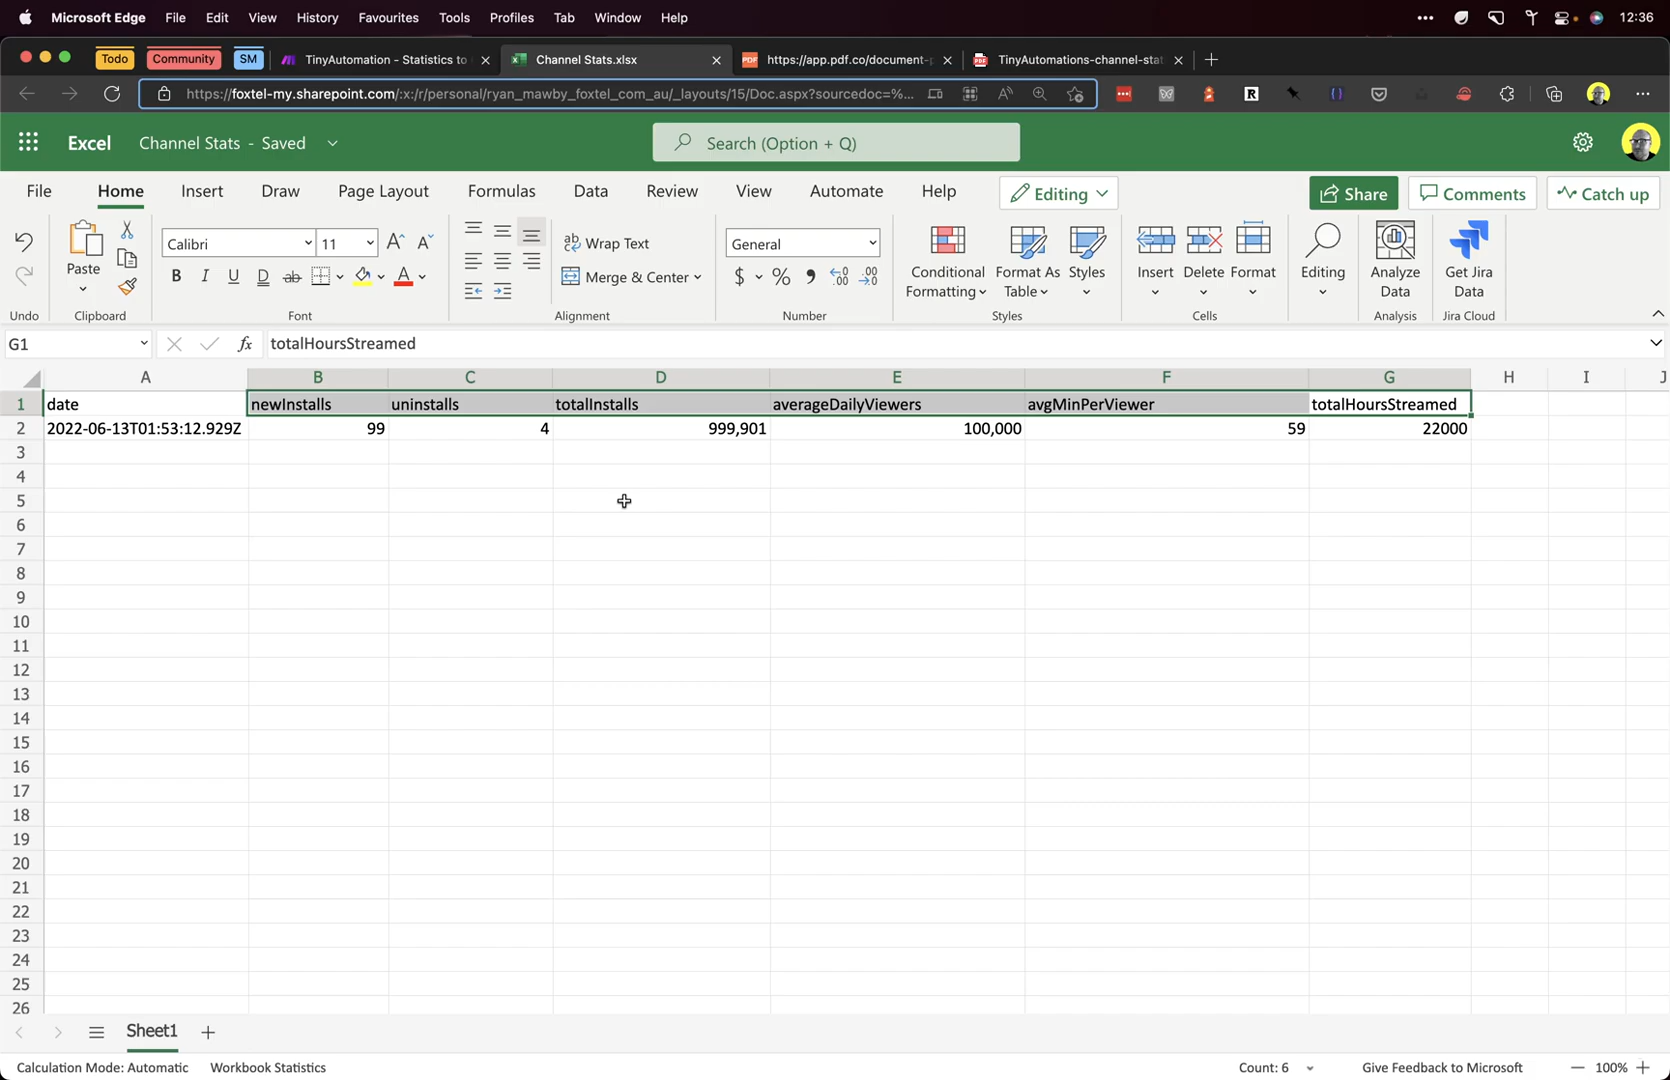 Microsoft Edge File Edit View History Favourites Tools Profiles Tab Window Help 12:36
Todo Community SM TinyAutomation - Statistics to Channel Stats.xlsx https://app.pdf.co/document-p TinyAutomations-channel-stat
https://foxtel-my.sharepoint.com/:x:/r/personal/ryan_mawby_foxtel_com_au/_layouts/15/Doc.aspx?sourcedoc=%...
Excel Channel Stats - Saved Search (Option + Q)
File Home Insert Draw Page Layout Formulas Data Review View Automate Help Editing Share Comments Catch up
Paste Calibri 11 Wrap Text General
B I U D ab A Merge & Center $ % Conditional Formatting Format As Table Styles Insert Delete Format Editing Analyze Data Get Jira Data
Undo Clipboard Font Alignment Number Styles Cells Analysis Jira Cloud
G1 fx totalHoursStreamed
A B C D E F G H I J
1 date newInstalls uninstalls totalInstalls averageDailyViewers avgMinPerViewer totalHoursStreamed
2 2022-06-13T01:53:12.929Z 99 4 999,901 100,000 59 22000
3
4
5
6
7
8
9
10
11
12
13
14
15
16
17
18
19
20
21
22
23
24
25
26
Sheet1
Calculation Mode: Automatic Workbook Statistics Count: 6 Give Feedback to Microsoft 100%